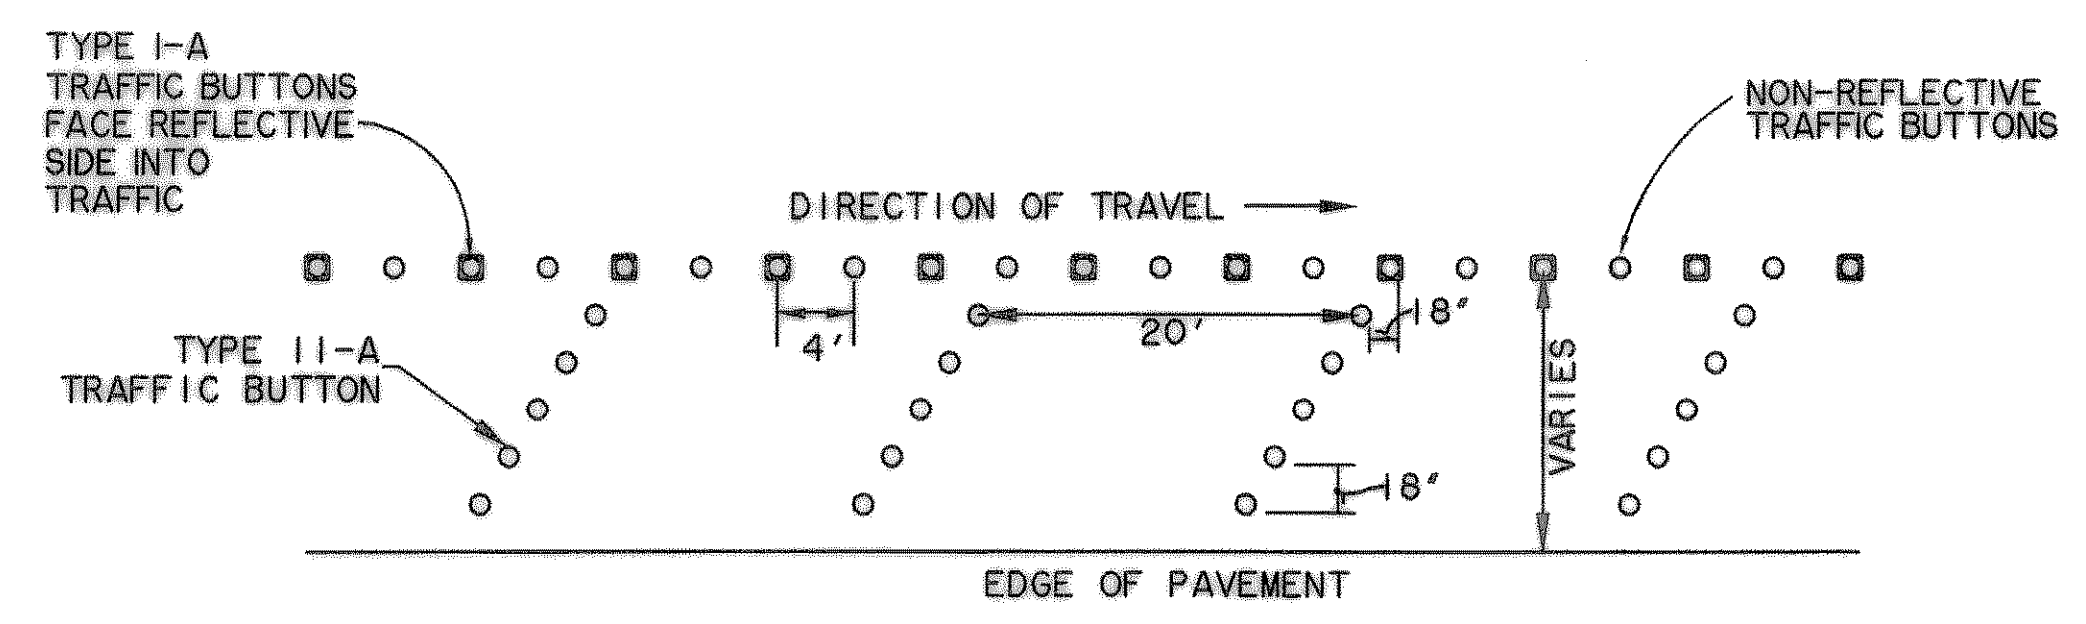 TYPE I-A
TRAFFIC BUTTONS
FACE REFLECTIVE
SIDE INTO
TRAFFIC
NON-REFLECTIVE
TRAFFIC BUTTONS
DIRECTION OF TRAVEL
4'
20'
18"
TYPE II-A
TRAFFIC BUTTON
VARIES
18"
EDGE OF PAVEMENT